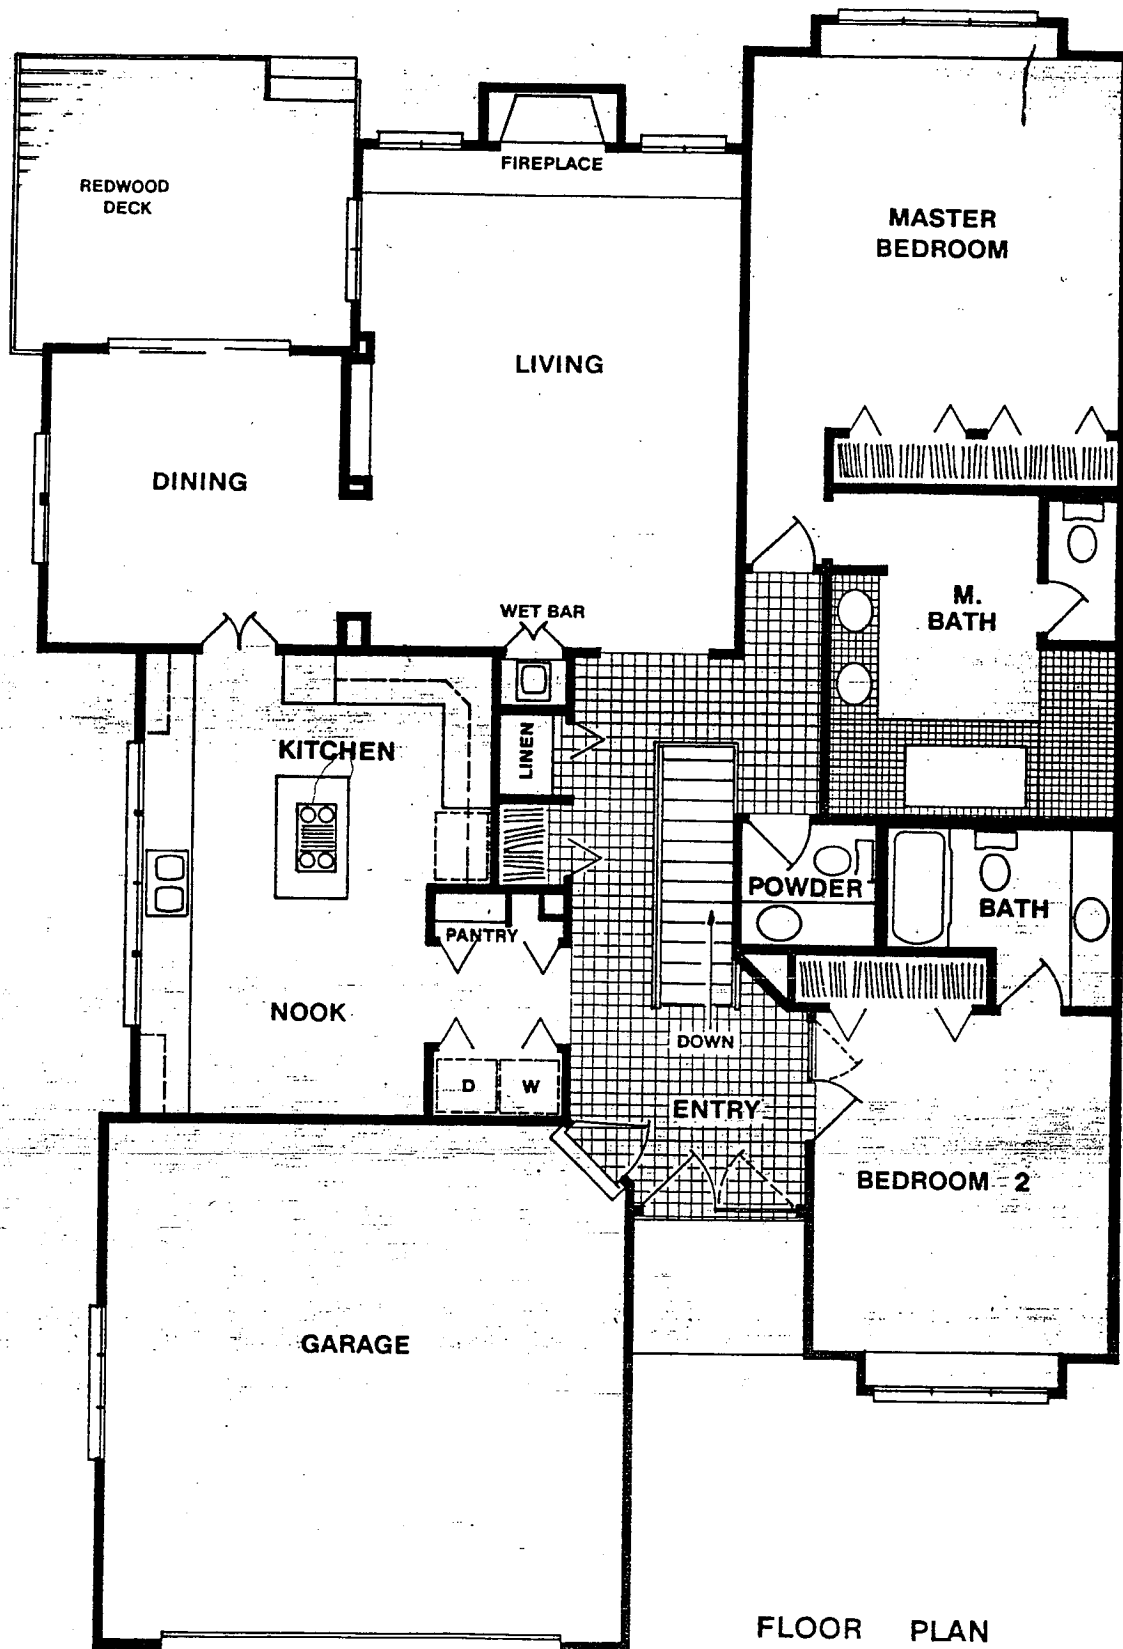 FIREPLACE
REDWOOD
DECK
MASTER
BEDROOM
LIVING
DINING
WET BAR
M.
BATH
LINEN
KITCHEN
POWDER
BATH
PANTRY
NOOK
DOWN
D
W
ENTRY
BEDROOM 2
GARAGE
FLOOR PLAN